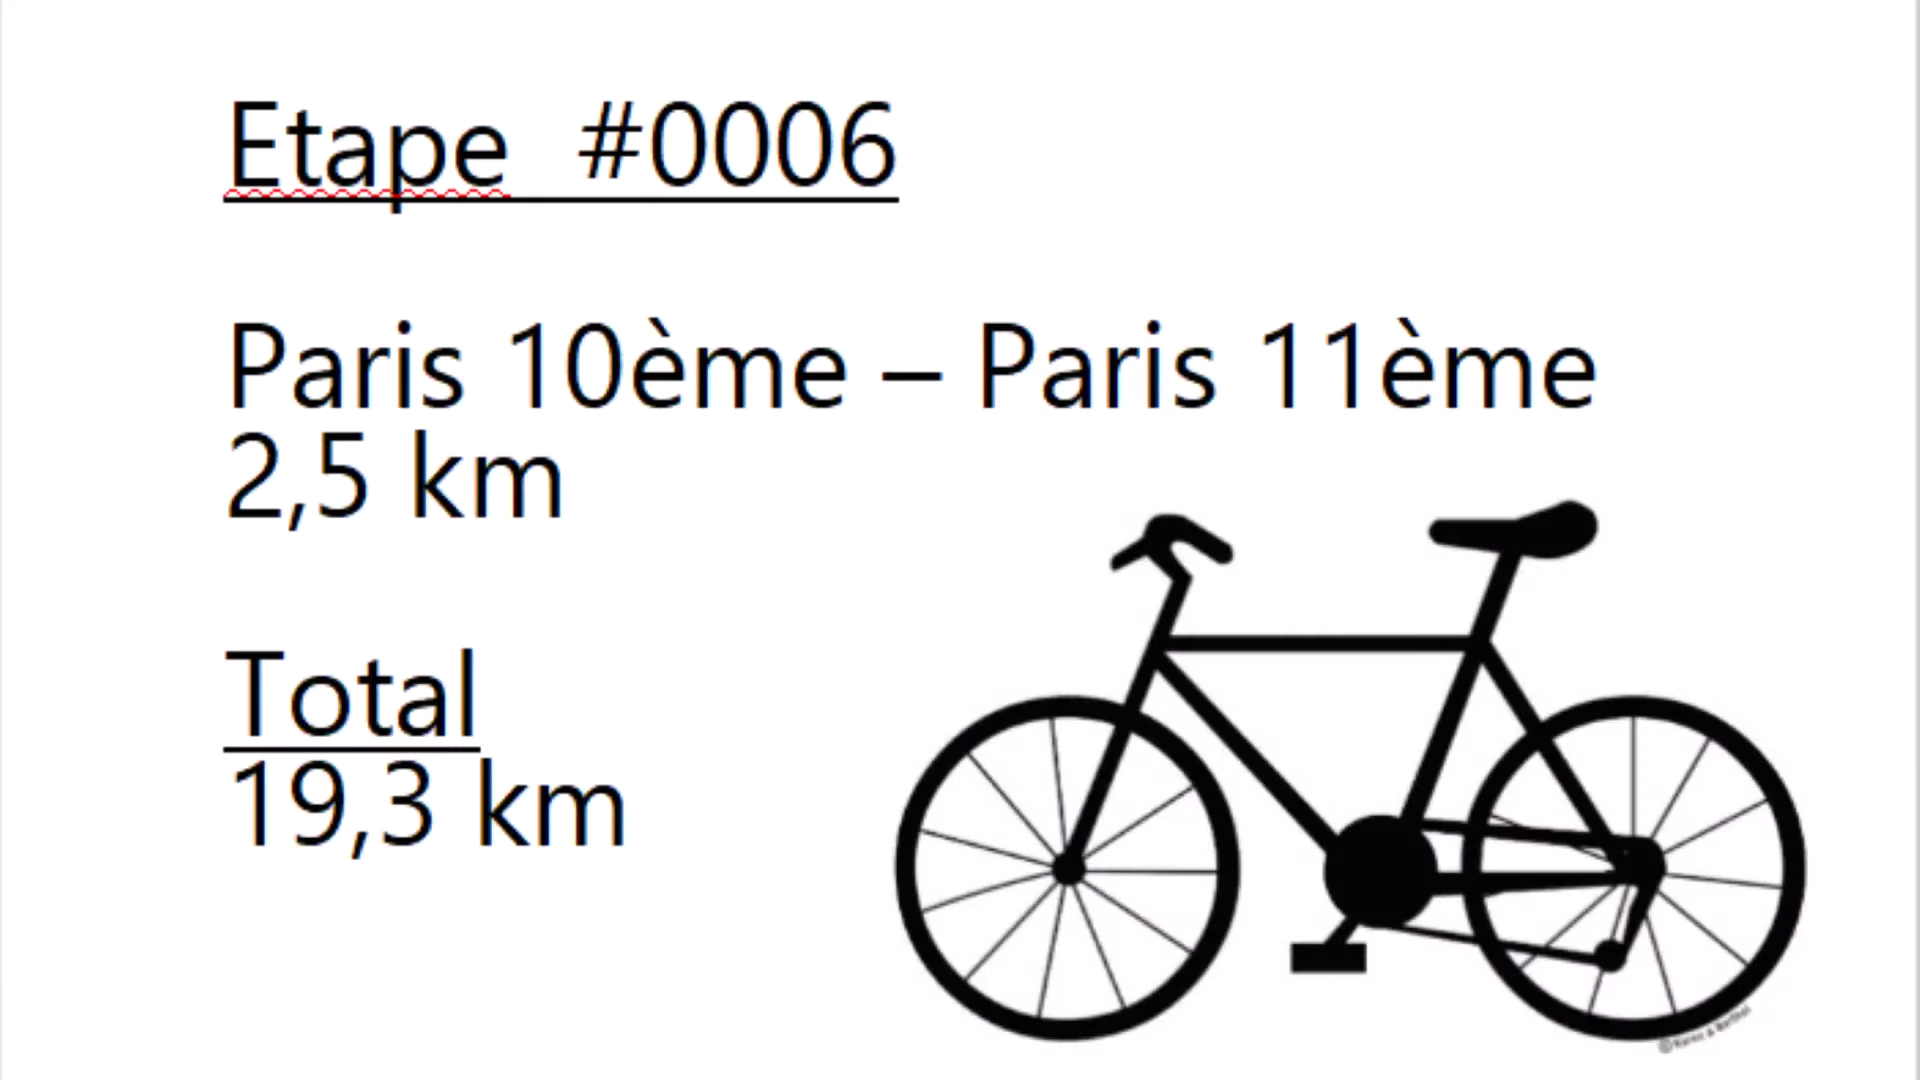 Etape #0006
Paris 10ème – Paris 11ème
2,5 km
Total
19,3 km